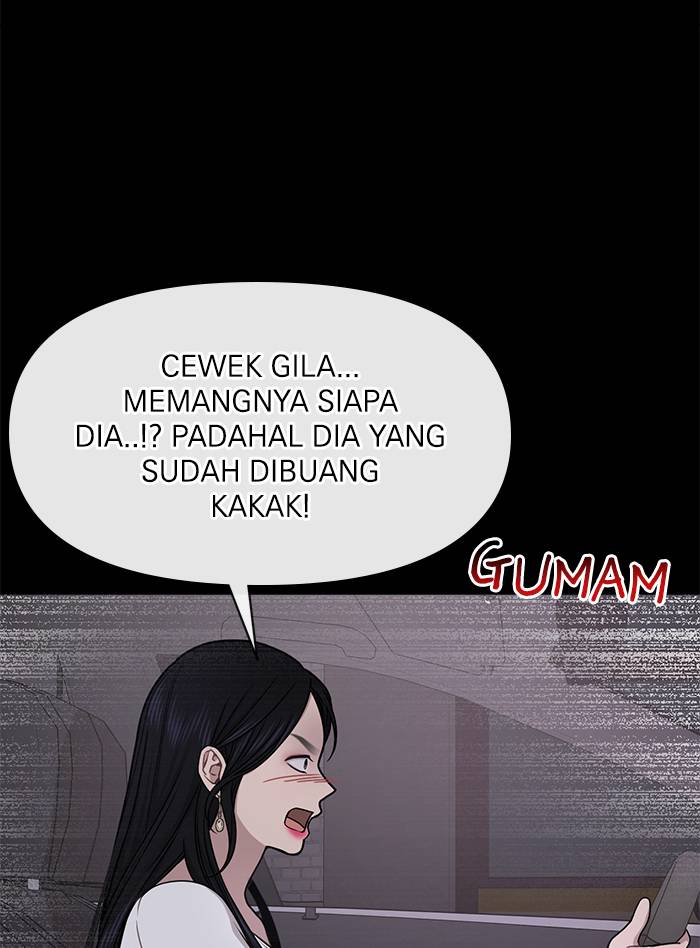 CEWEK GILA...
MEMANGNYA SIAPA
DIA..!? PADAHAL DIA YANG
SUDAH DIBUANG
KAKAK!
GUMAM